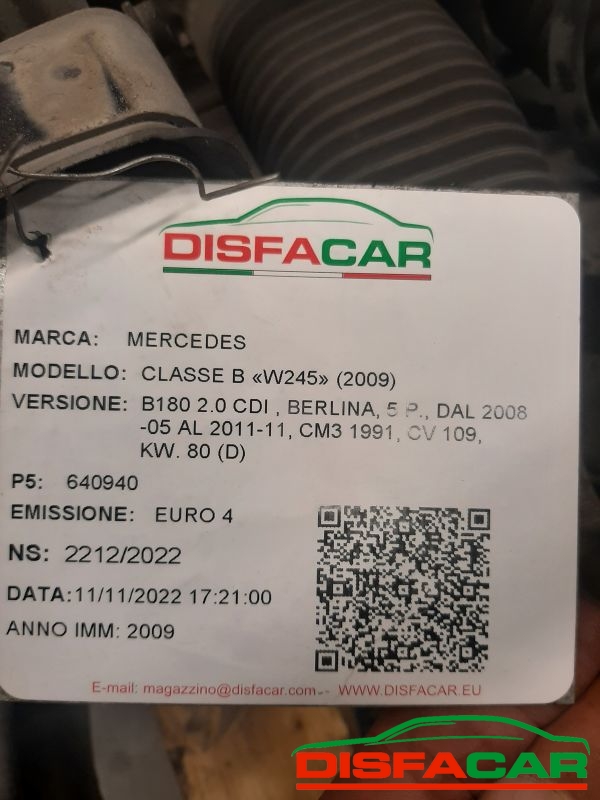 DISFACAR
MARCA: MERCEDES
MODELLO: CLASSE B «W245» (2009)
VERSIONE: B180 2.0 CDI , BERLINA, 5 P., DAL 2008
-05 AL 2011-11, CM3 1991, CV 109,
KW. 80 (D)
P5: 640940
EMISSIONE: EURO 4
NS: 2212/2022
DATA:11/11/2022 17:21:00
ANNO IMM: 2009
E-mail: magazzino@disfacar.com-- WWW.DISFACAR.EU
DISFACAR